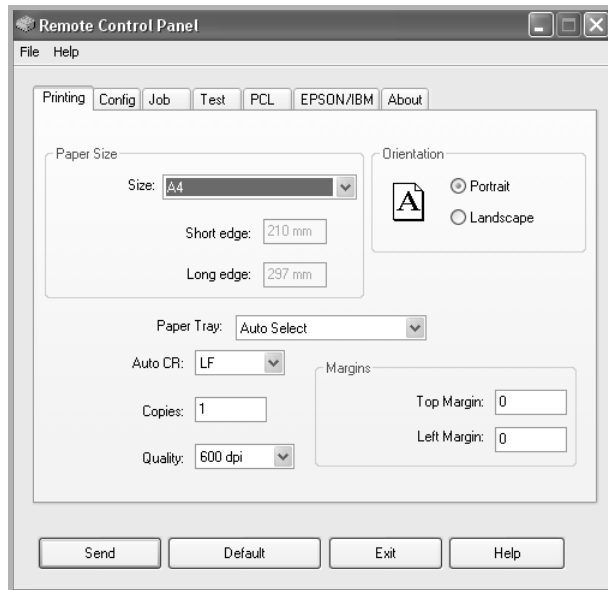 Remote Control Panel
File Help
Printing Config Job Test PCL EPSON/IBM About
Paper Size
Size: A4
Short edge: 210 mm
Long edge: 297 mm
Orientation
A
Portrait
Landscape
Paper Tray: Auto Select
Auto CR: LF
Copies: 1
Quality: 600 dpi
Margins
Top Margin: 0
Left Margin: 0
Send Default Exit Help